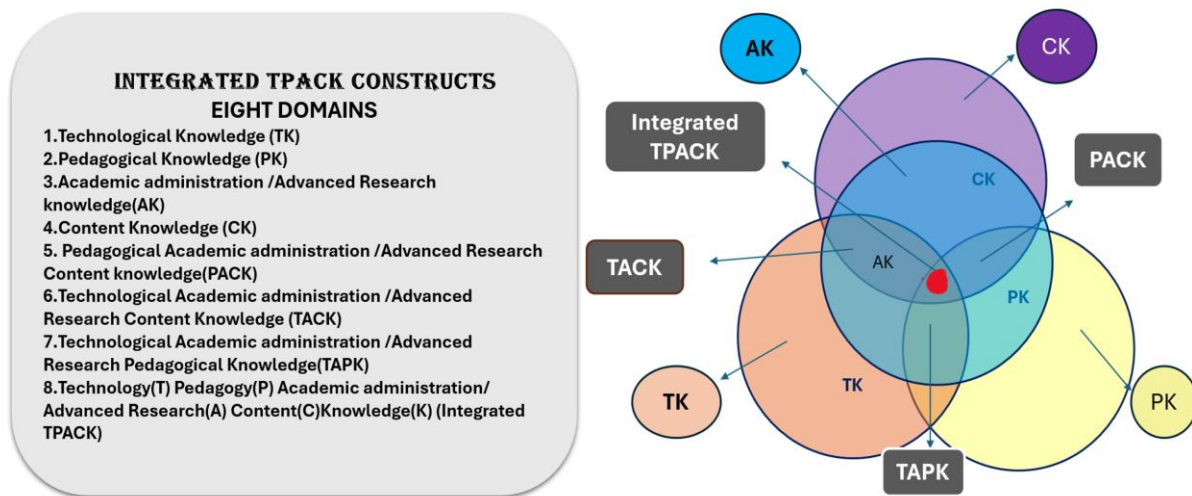 INTEGRATED TPACK CONSTRUCTS
EIGHT DOMAINS
1.Technological Knowledge (TK)
2.Pedagogical Knowledge (PK)
3.Academic administration /Advanced Research
knowledge(AK)
4.Content Knowledge (CK)
5. Pedagogical Academic administration /Advanced Research
Content knowledge(PACK)
6.Technological Academic administration /Advanced
Research Content Knowledge (TACK)
7.Technological Academic administration /Advanced
Research Pedagogical Knowledge(TAPK)
8.Technology(T) Pedagogy(P) Academic administration/
Advanced Research(A) Content(C)Knowledge(K) (Integrated
TPACK)
AK
CK
Integrated
TPACK
PACK
CK
TACK
AK
PK
TK
TK
PK
TAPK